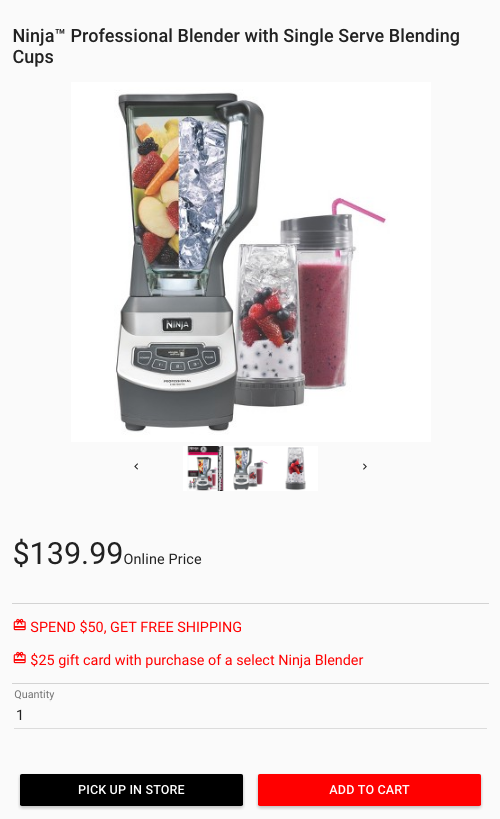 Ninja™ Professional Blender with Single Serve Blending
Cups
NINJA
$139.99Online Price
SPEND $50, GET FREE SHIPPING
$25 gift card with purchase of a select Ninja Blender
Quantity
1
PICK UP IN STORE
ADD TO CART